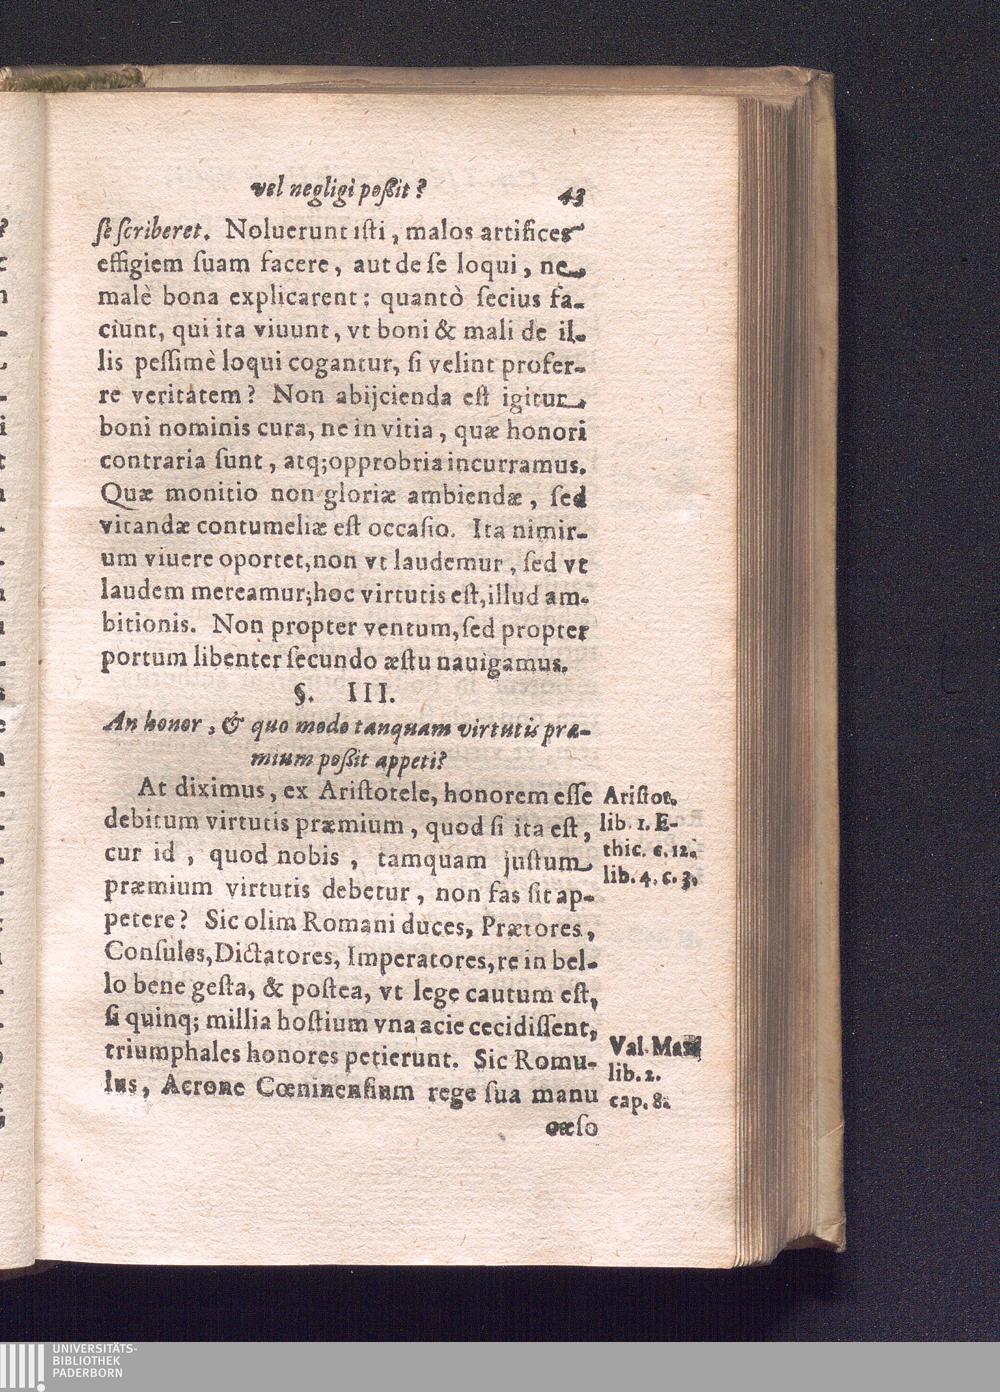 vel negligi poßit? 43
se scriberet. Noluerunt isti, malos artifices
effigiem suam facere, aut de se loqui, ne
malè bona explicarent: quantò secius fa-
ciunt, qui ita viuunt, vt boni & mali de il-
lis pessimè loqui cogantur, si velint profer-
re veritatem? Non abijcienda est igitur
boni nominis cura, ne in vitia, quæ honori
contraria sunt, atq; opprobria incurramus.
Quæ monitio non gloriæ ambiendæ, sed
vitandæ contumeliæ est occasio. Ita nimir-
um viuere oportet, non vt laudemur, sed vt
laudem mereamur; hoc virtutis est, illud am-
bitionis. Non propter ventum, sed propter
portum libenter secundo æstu nauigamus.
§. III.
An honor, & quo modo tanquam virtutis præ-
mium poßit appeti?
At diximus, ex Aristotele, honorem esse
debitum virtutis præmium, quod si ita est,
cur id, quod nobis, tamquam justum
præmium virtutis debetur, non fas sit ap-
petere? Sic olim Romani duces, Prætores,
Consules, Dictatores, Imperatores, re in bel-
lo bene gesta, & postea, vt lege cautum est,
si quinq; millia hostium vna acie cecidissent,
triumphales honores petierunt. Sic Romu-
lus, Acrone Cœninensium rege sua manu
cæso
Aristot.
lib. 1. E-
thic. c. 12.
lib. 4. c. 3.
Val. Max
lib. 2.
cap. 8.
UNIVERSITÄTS-
BIBLIOTHEK
PADERBORN